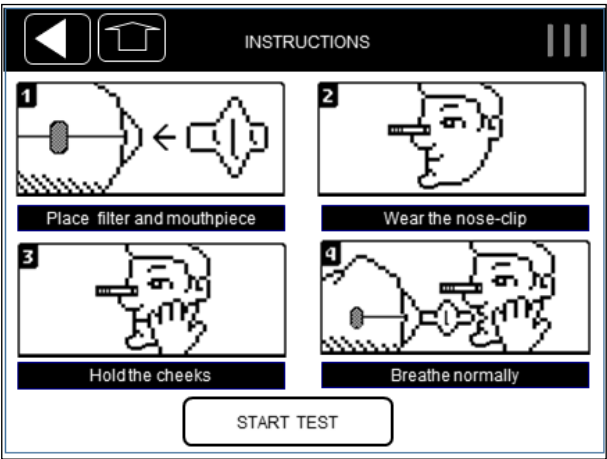 INSTRUCTIONS
1
2
Place filter and mouthpiece
Wear the nose-clip
3
4
Hold the cheeks
Breathe normally
START TEST